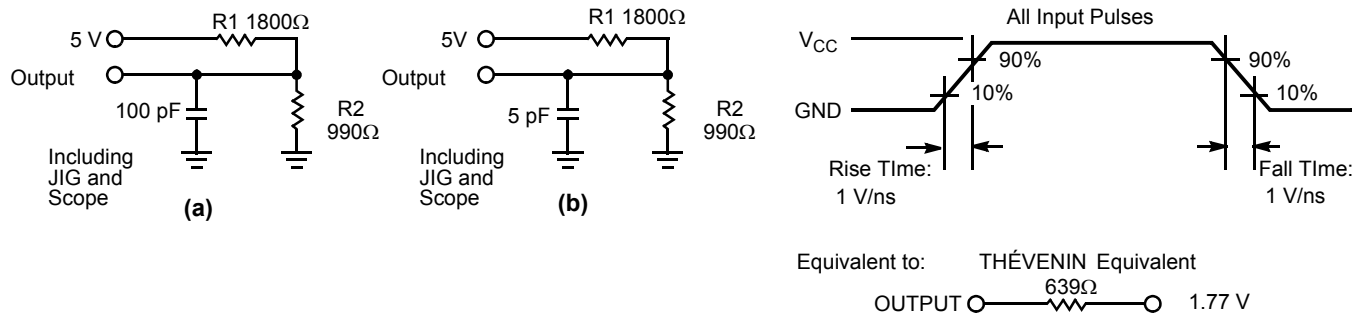 R1 1800Ω
5 V
Output
100 pF
R2
990Ω
Including
JIG and
Scope
(a)
R1 1800Ω
5V
Output
5 pF
R2
990Ω
Including
JIG and
Scope
(b)
All Input Pulses
VCC
90%
10%
GND
90%
10%
Rise TIme:
1 V/ns
Fall TIme:
1 V/ns
Equivalent to: THÉVENIN Equivalent
639Ω
OUTPUT 1.77 V